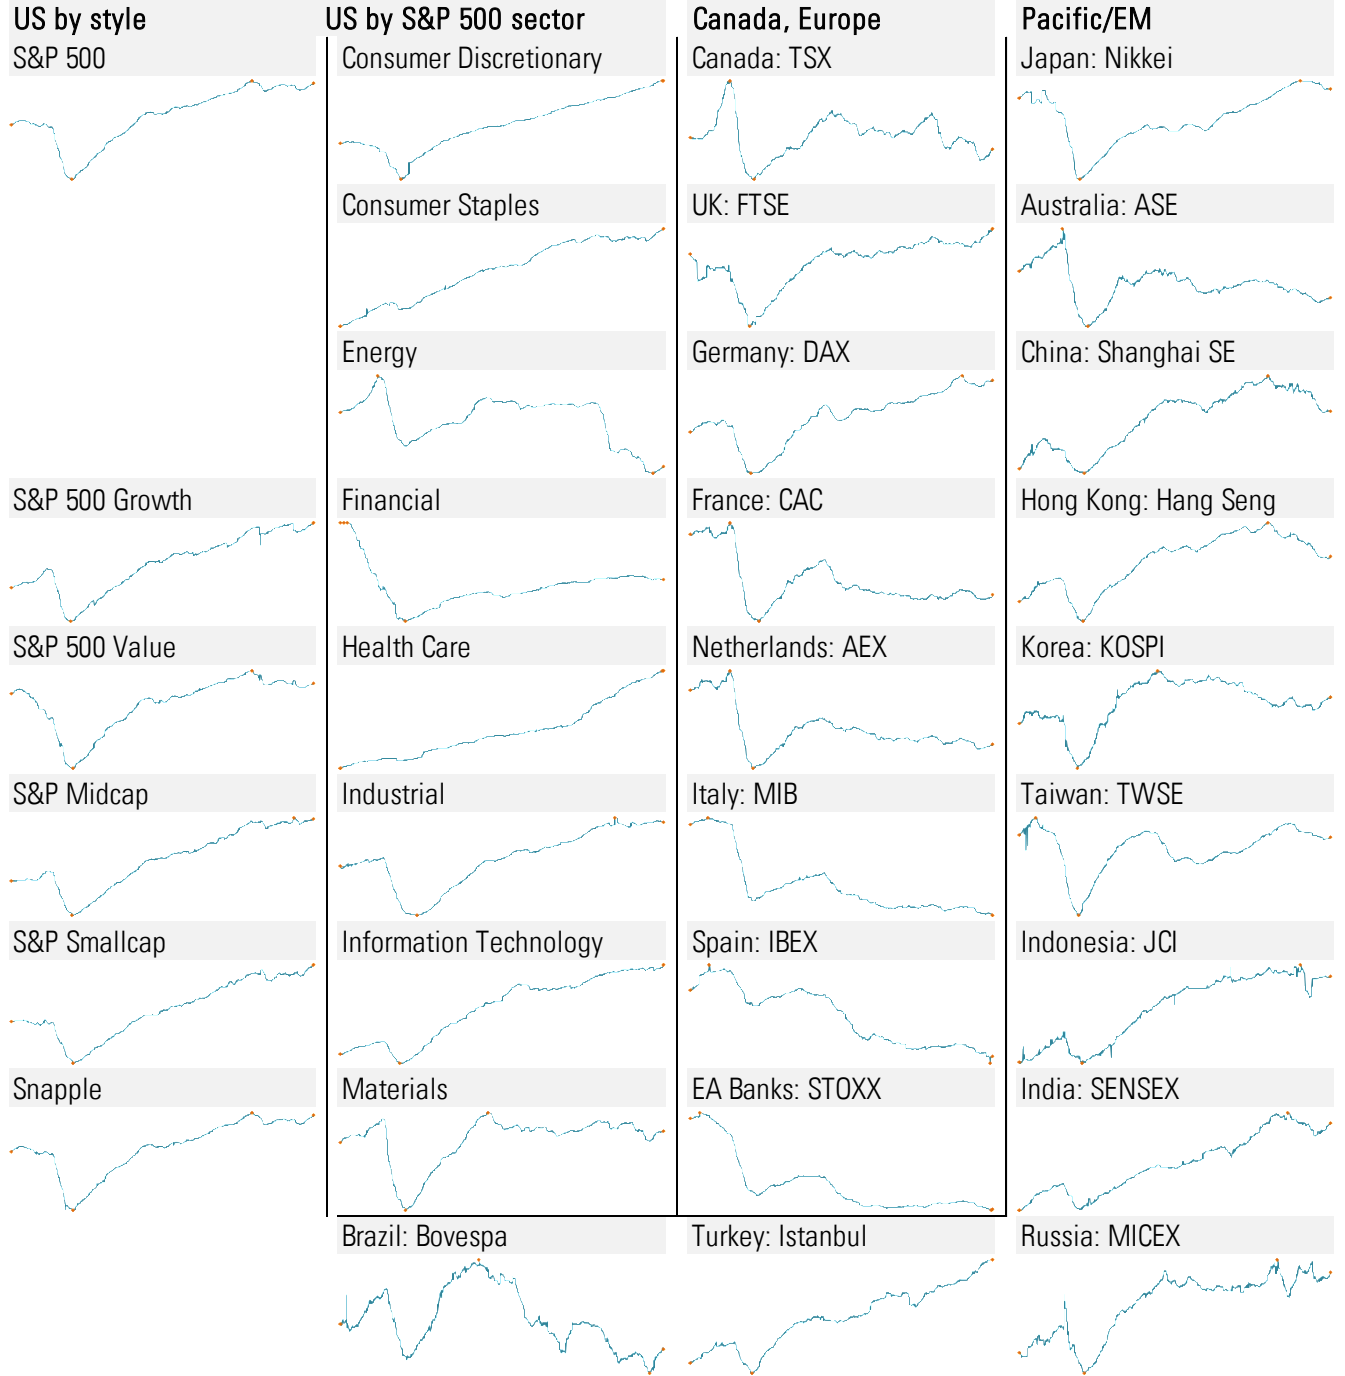 US by style
US by S&P 500 sector
Canada, Europe
Pacific/EM
S&P 500
Consumer Discretionary
Canada: TSX
Japan: Nikkei
Consumer Staples
UK: FTSE
Australia: ASE
Energy
Germany: DAX
China: Shanghai SE
S&P 500 Growth
Financial
France: CAC
Hong Kong: Hang Seng
S&P 500 Value
Health Care
Netherlands: AEX
Korea: KOSPI
S&P Midcap
Industrial
Italy: MIB
Taiwan: TWSE
S&P Smallcap
Information Technology
Spain: IBEX
Indonesia: JCI
Snapple
Materials
EA Banks: STOXX
India: SENSEX
Brazil: Bovespa
Turkey: Istanbul
Russia: MICEX